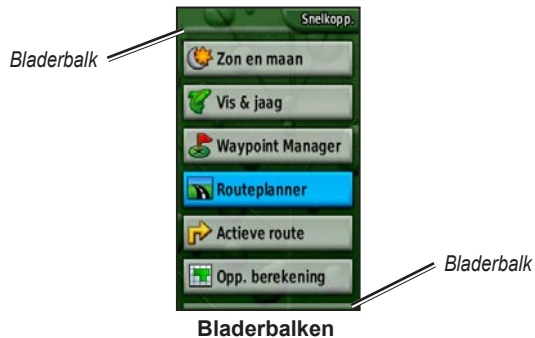 Snelkopp.
Bladerbalk
Zon en maan
Vis & jaag
Waypoint Manager
Routeplanner
Actieve route
Opp. berekening
Bladerbalk
Bladerbalken